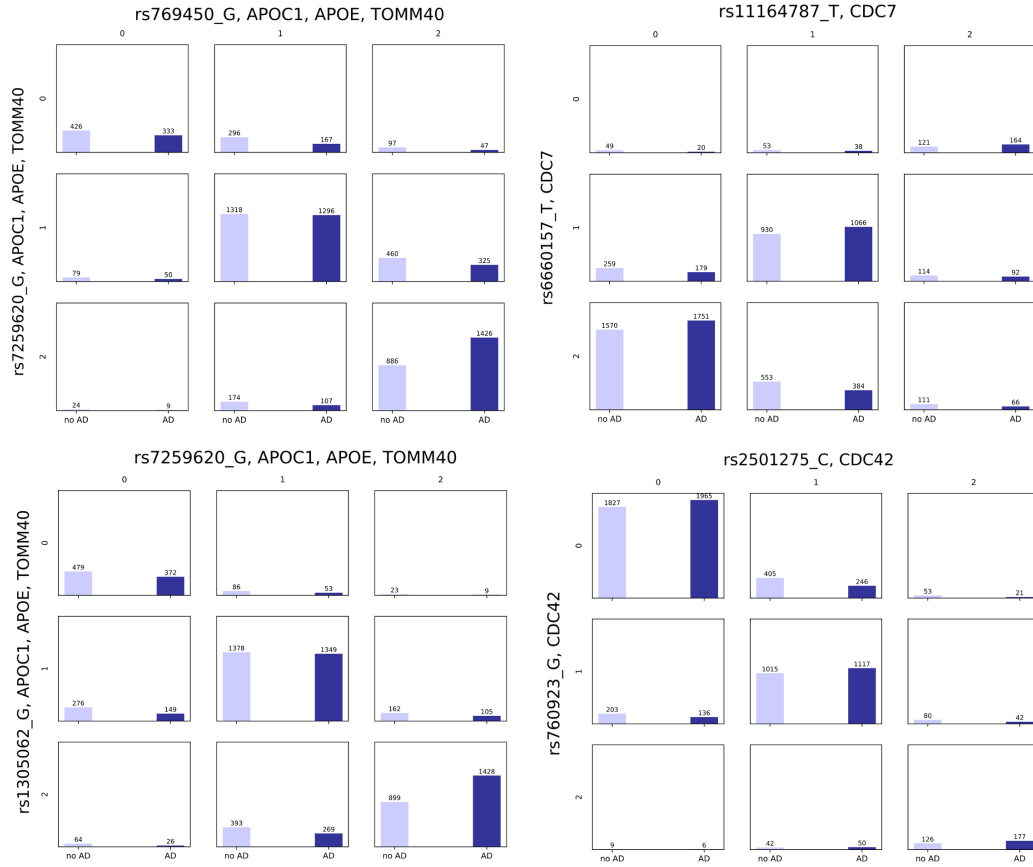 rs769450_G, APOC1, APOE, TOMM40
0 1 2
rs7259620_G, APOC1, APOE, TOMM40
0
426 333 296 167 97 47
1
79 50 1318 1296 460 325
2
24 9 174 107 886 1426
no AD AD no AD AD no AD AD
rs11164787_T, CDC7
0 1 2
rs6660157_T, CDC7
0
49 20 53 38 121 164
1
259 179 930 1066 114 92
2
1570 1751 553 384 111 66
no AD AD no AD AD no AD AD
rs7259620_G, APOC1, APOE, TOMM40
0 1 2
rs1305062_G, APOC1, APOE, TOMM40
0
479 372 86 53 23 9
1
276 149 1378 1349 162 105
2
64 26 393 269 899 1428
no AD AD no AD AD no AD AD
rs2501275_C, CDC42
0 1 2
rs760923_G, CDC42
0
1827 1965 405 246 53 21
1
203 136 1015 1117 80 42
2
9 6 42 50 126 177
no AD AD no AD AD no AD AD